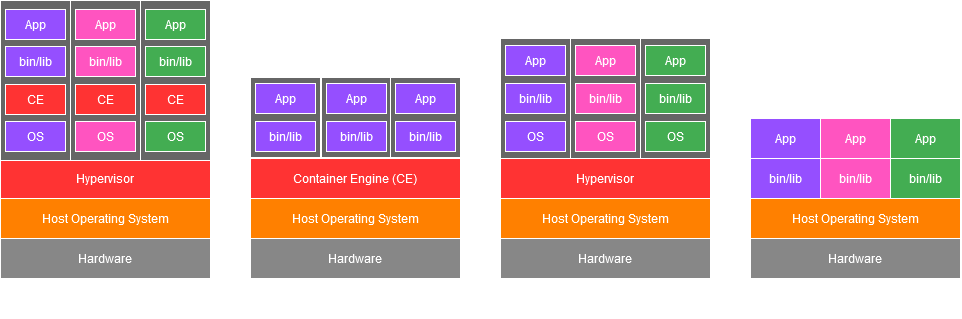 App App App
bin/lib bin/lib bin/lib
CE CE CE
OS OS OS
Hypervisor
Host Operating System
Hardware
App App App
bin/lib bin/lib bin/lib
Container Engine (CE)
Host Operating System
Hardware
App App App
bin/lib bin/lib bin/lib
OS OS OS
Hypervisor
Host Operating System
Hardware
App App App
bin/lib bin/lib bin/lib
Host Operating System
Hardware